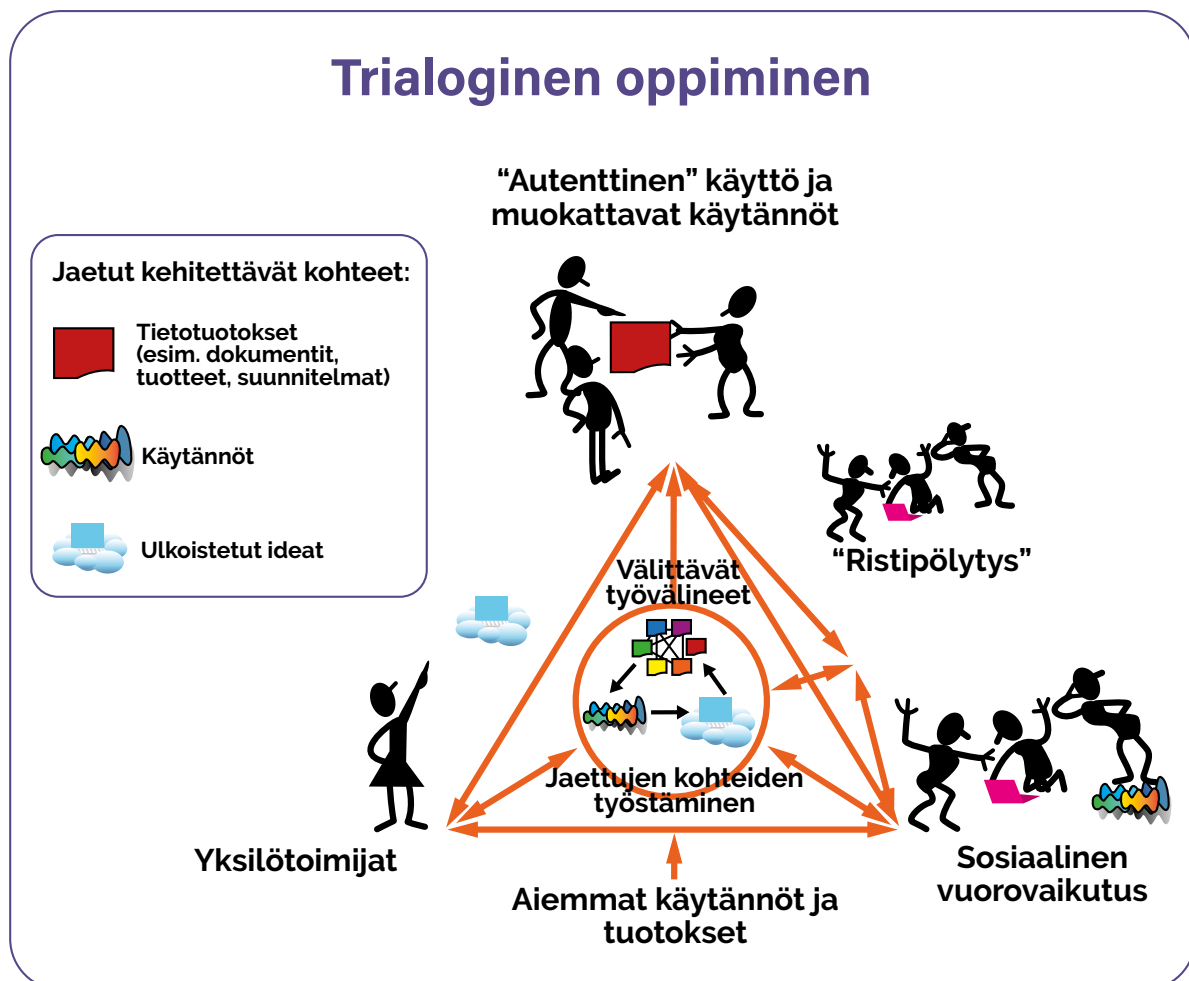 Trialoginen oppiminen
“Autenttinen” käyttö ja
muokattavat käytännöt
Jaetut kehitettävät kohteet:
Tietotuotokset
(esim. dokumentit,
tuotteet, suunnitelmat)
Käytännöt
Ulkoistetut ideat
“Ristipölytys”
Välittävät
työvälineet
Jaettujen kohteiden
työstäminen
Yksilötoimijat
Sosiaalinen
vuorovaikutus
Aiemmat käytännöt ja
tuotokset